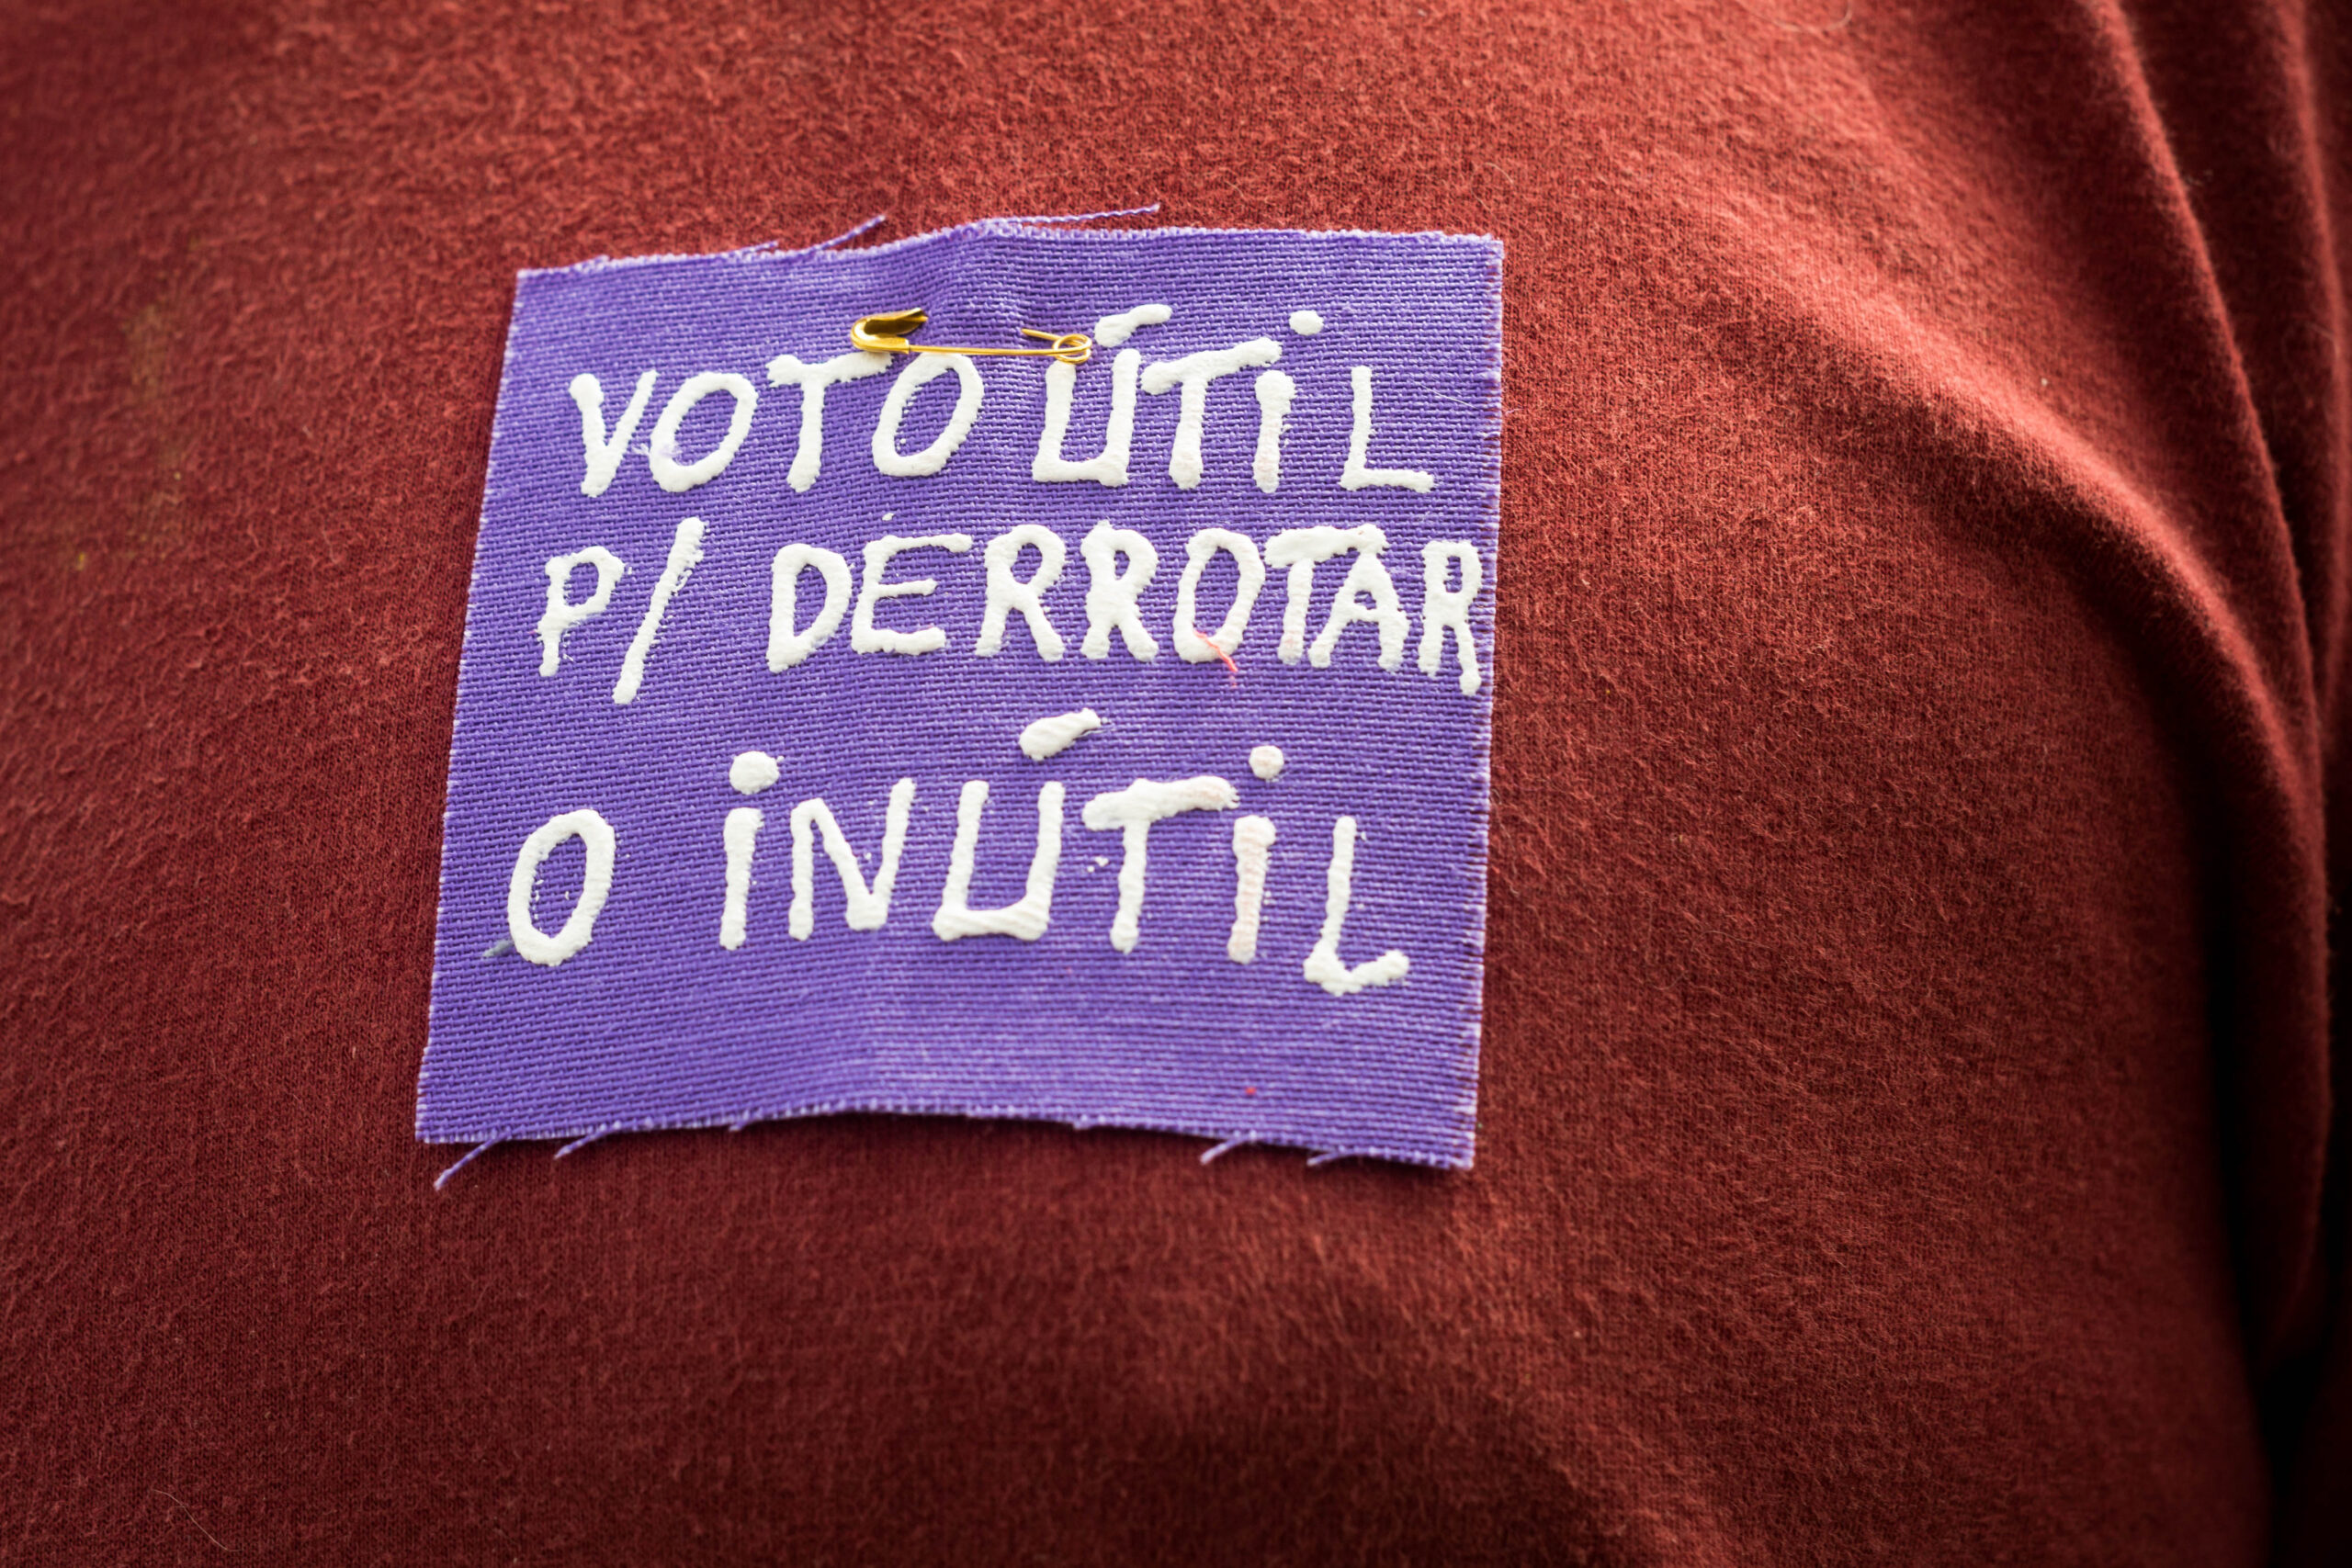 VOTO ÚTiL
P/ DERROTAR
O iNÚTiL